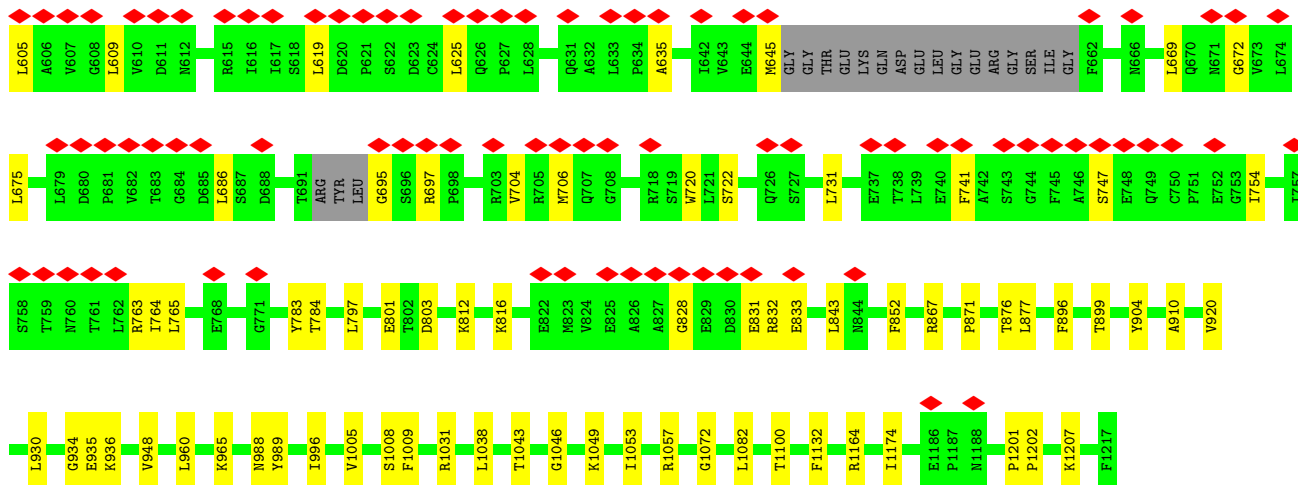 L605 A606 V607 G608 L609 V610 D611 N612 R615 I616 I617 S618 L619 D620 P621 S622 D623 C624 L625 Q626 P627 L628 Q631 A632 L633 P634 A635 I642 V643 E644 M645 GLY GLY THR GLU LYS GLN ASP GLU LEU GLY GLU ARG GLY SER ILE GLY F662 N666 L669 Q670 N671 G672 V673 L674
L675 L679 D680 P681 V682 T683 G684 D685 L686 S687 D688 T691 ARG TYR LEU G695 S696 R697 P698 R703 V704 R705 M706 Q707 G708 R718 S719 W720 L721 S722 Q726 S727 L731 E737 T738 L739 E740 F741 A742 S743 G744 F745 A746 S747 E748 Q749 C750 P751 E752 G753 I754 I757
S758 T759 N760 T761 L762 R763 I764 L765 E768 G771 Y783 T784 L797 E801 T802 D803 K812 K816 E822 M823 V824 E825 A826 A827 G828 E829 D830 E831 R832 E833 L843 N844 F852 R867 P871 T876 L877 F896 T899 Y904 A910 V920
L930 G934 E935 K936 V948 L960 K965 N988 Y989 I996 V1005 S1008 F1009 R1031 L1038 T1043 G1046 K1049 I1053 R1057 G1072 L1082 T1100 F1132 R1164 I1174 E1186 P1187 N1188 P1201 P1202 K1207 F1217